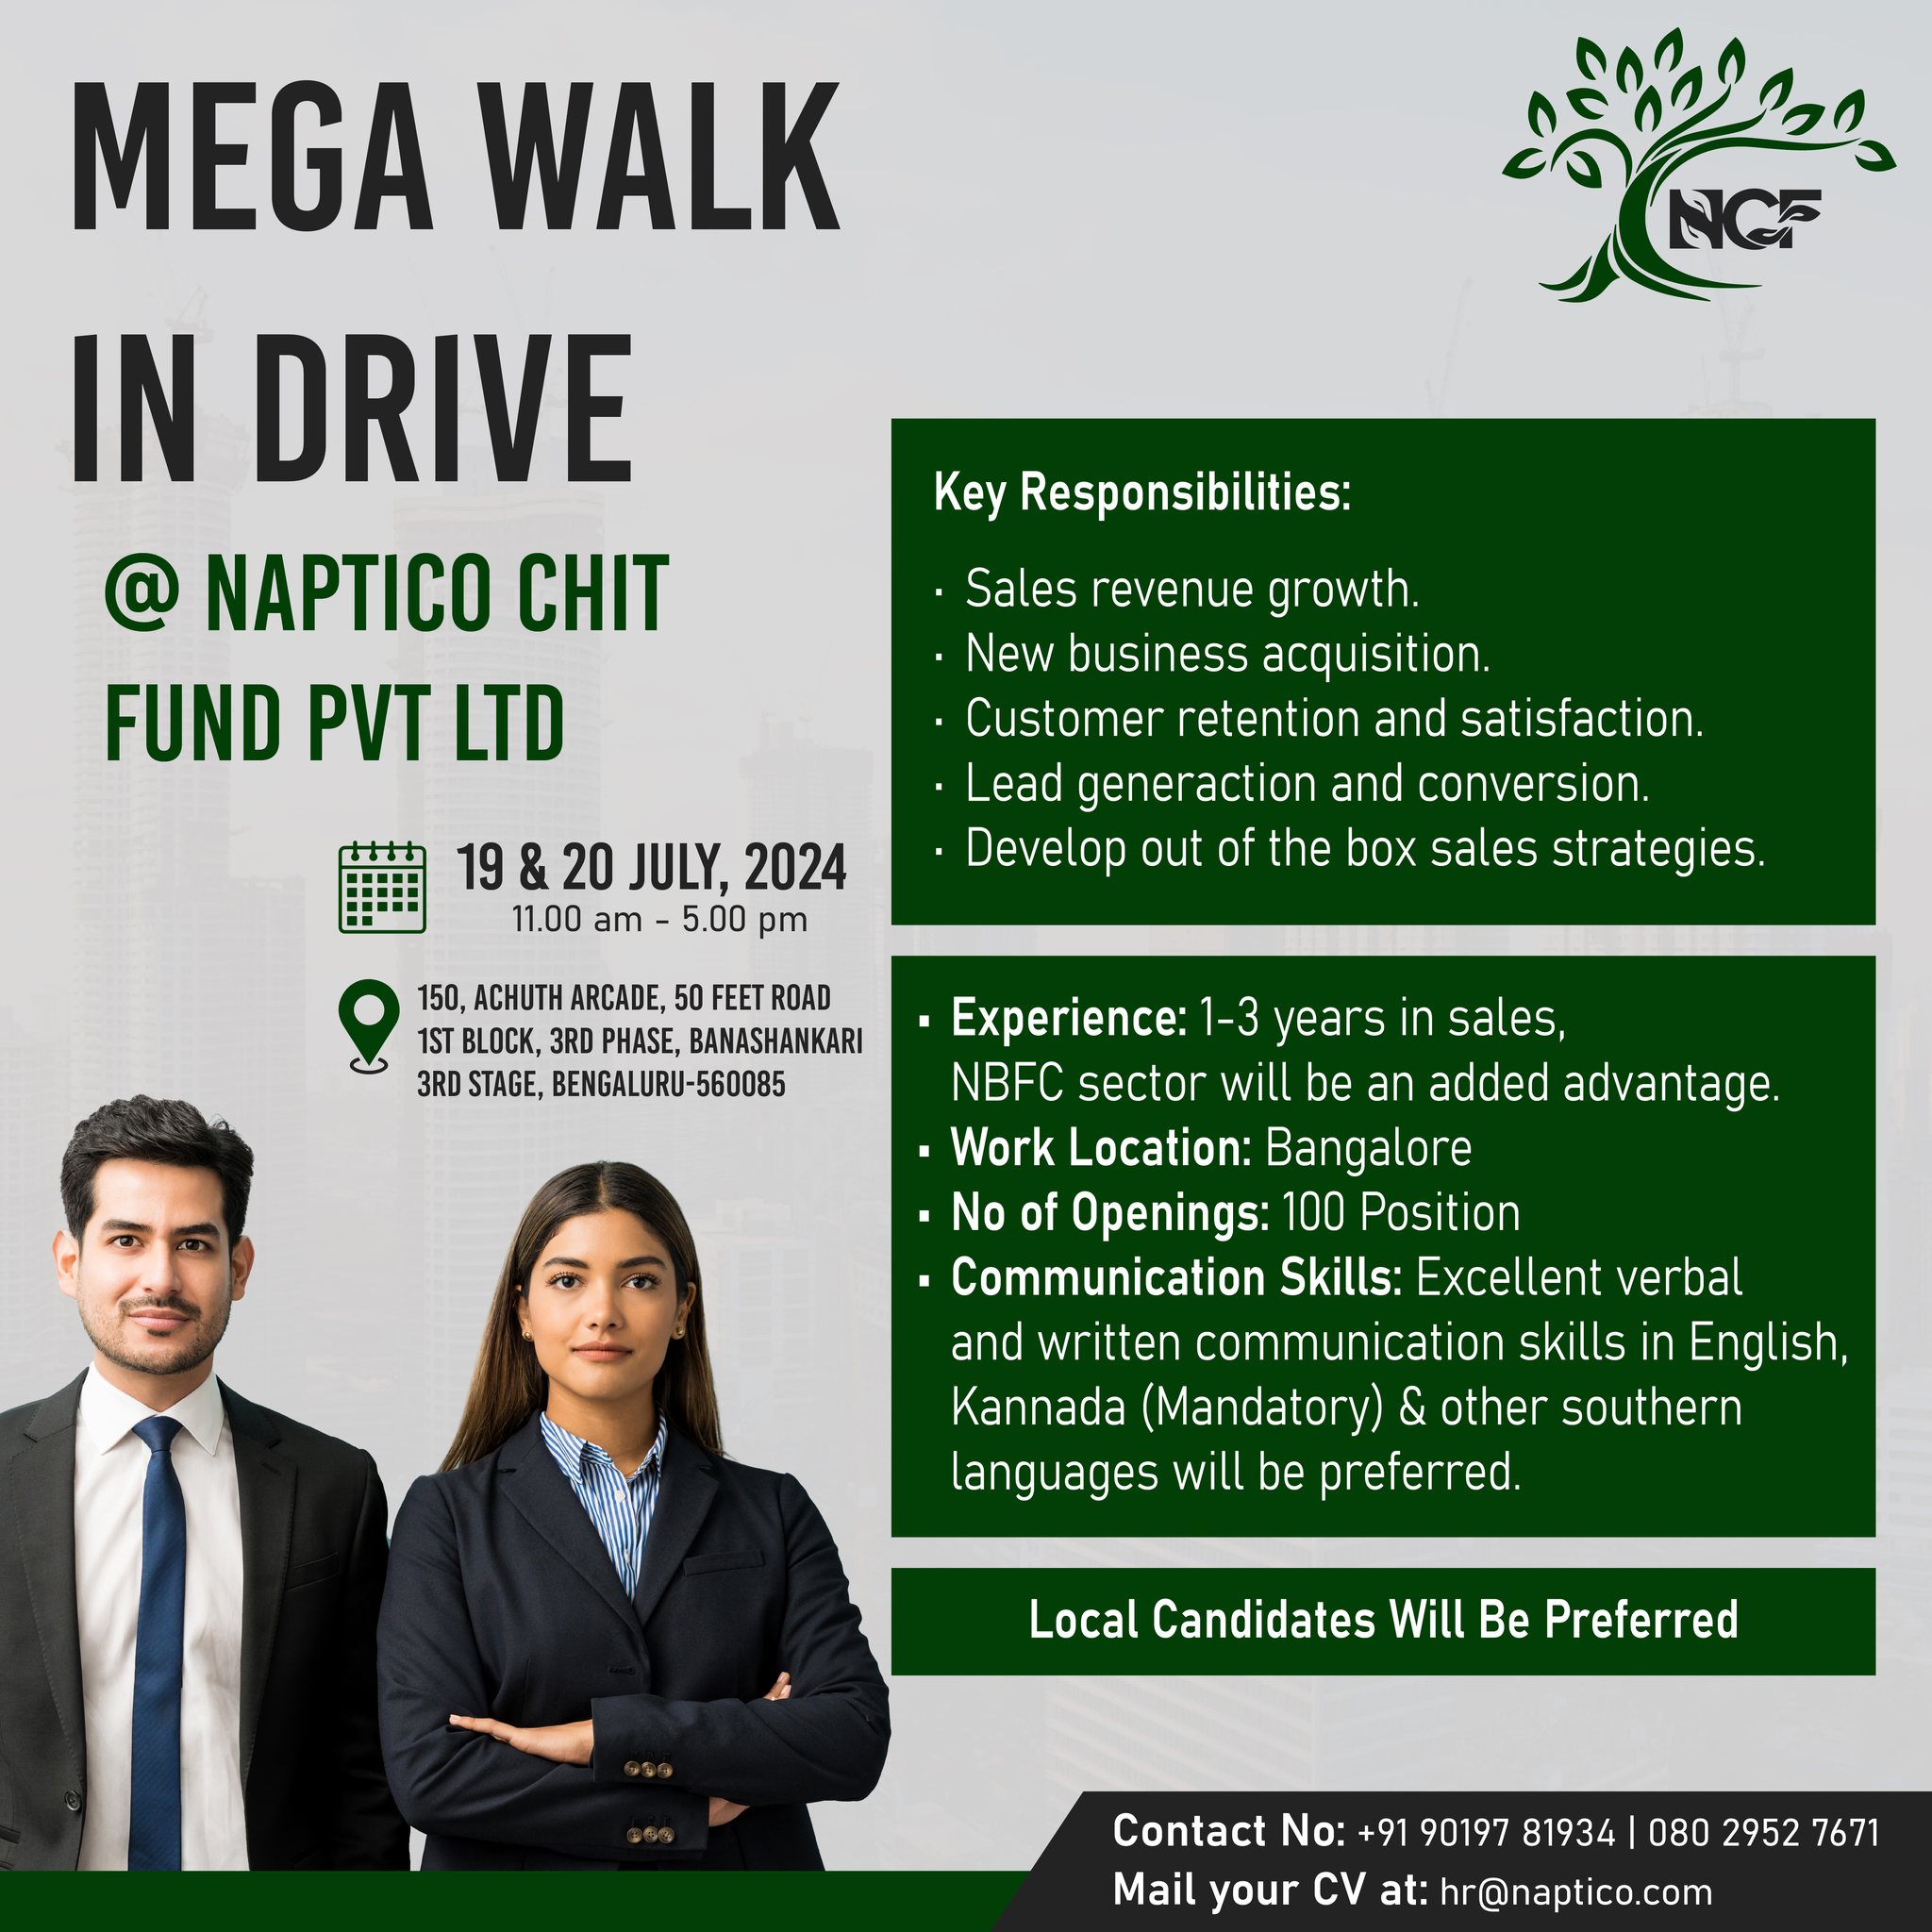 MEGA WALK
IN DRIVE
@ NAPTICO CHIT
FUND PVT LTD
19 & 20 JULY, 2024
11.00 am - 5.00 pm
150, ACHUTH ARCADE, 50 FEET ROAD
1ST BLOCK, 3RD PHASE, BANASHANKARI
3RD STAGE, BENGALURU-560085
NCF
Key Responsibilities:
· Sales revenue growth.
· New business acquisition.
· Customer retention and satisfaction.
· Lead generaction and conversion.
· Develop out of the box sales strategies.
▪ Experience: 1-3 years in sales,
NBFC sector will be an added advantage.
▪ Work Location: Bangalore
▪ No of Openings: 100 Position
▪ Communication Skills: Excellent verbal
and written communication skills in English,
Kannada (Mandatory) & other southern
languages will be preferred.
Local Candidates Will Be Preferred
Contact No: +91 90197 81934 | 080 2952 7671
Mail your CV at: hr@naptico.com